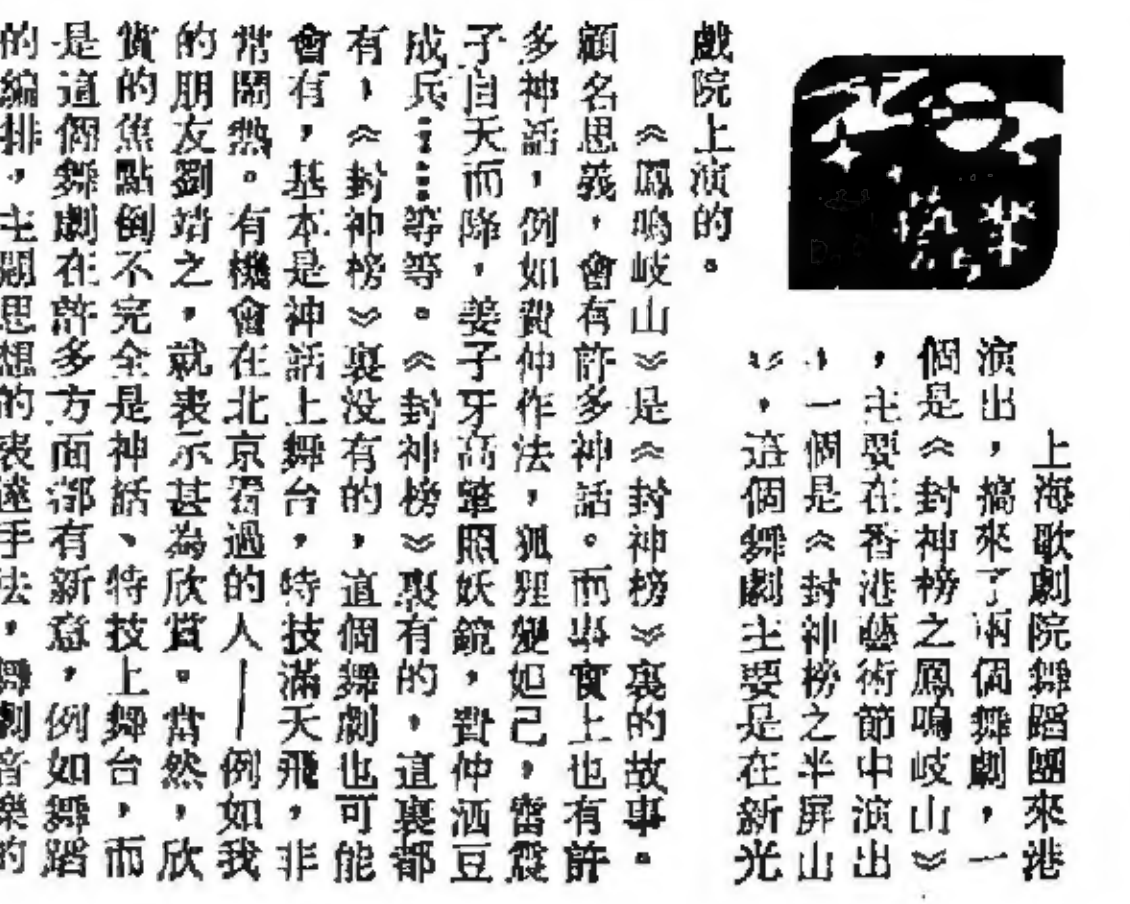 上海歌劇院舞蹈團來港
演出,搞來了兩個舞劇,一
個是《封神榜之鳳鳴岐山》
,主要在香港藝術節中演出
,一個是《封神榜之半屏山
》,這個舞劇主要是在新光
戲院上演的。
《鳳鳴岐山》是《封神榜》裏的故事。
顧名思義,會有許多神話。而事實上也有許
多神話,例如費仲作法,狐狸變妲己,雷震
子自天而降,姜子牙高擎照妖鏡,費仲洒豆
成兵……等等。《封神榜》裏有的,這裏都
有,《封神榜》裏没有的,這個舞劇也可能
會有,基本是神話上舞台,特技滿天飛,非
常鬧熱。有機會在北京看過的人—例如我
的朋友劉靖之,就表示甚為欣賞。當然,欣
賞的焦點倒不完全是神話、特技上舞台,而
是這個舞劇在許多方面都有新意,例如舞蹈
的編排,主題思想的表達手法,舞劇音樂的